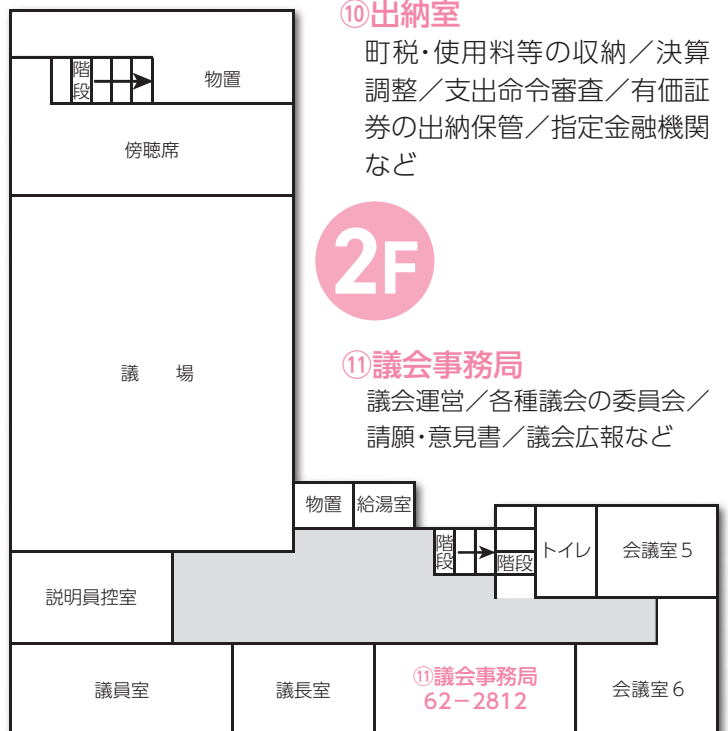 ⑩出納室
町税・使用料等の収納／決算
調整／支出命令審査／有価証
券の出納保管／指定金融機関
など
2F
⑪議会事務局
議会運営／各種議会の委員会／
請願・意見書／議会広報など
階段
物置
傍聴席
議　場
物置
給湯室
階段
階段
トイレ
会議室５
説明員控室
議員室
議長室
⑪議会事務局
62－2812
会議室６